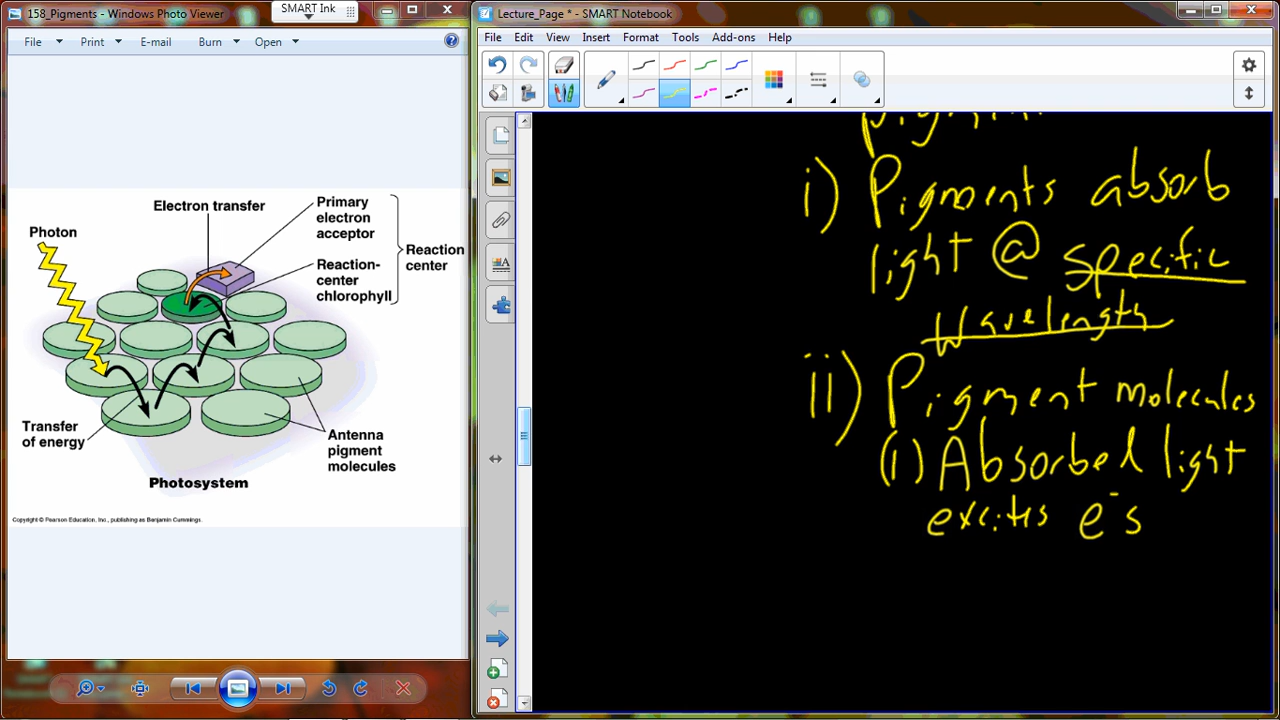 158_Pigments - Windows Photo Viewer
SMART Ink
File Print E-mail Burn Open
Electron transfer
Primary
electron
acceptor
Photon
Reaction
center
Reaction-
center
chlorophyll
Transfer
of energy
Antenna
pigment
molecules
Photosystem
Copyright © Pearson Education, Inc., publishing as Benjamin Cummings.
Lecture_Page * - SMART Notebook
File Edit View Insert Format Tools Add-ons Help
i) Pigments absorb
light @ specific
wavelength
ii) Pigment molecules
(i) Absorbed light
excites e⁻s